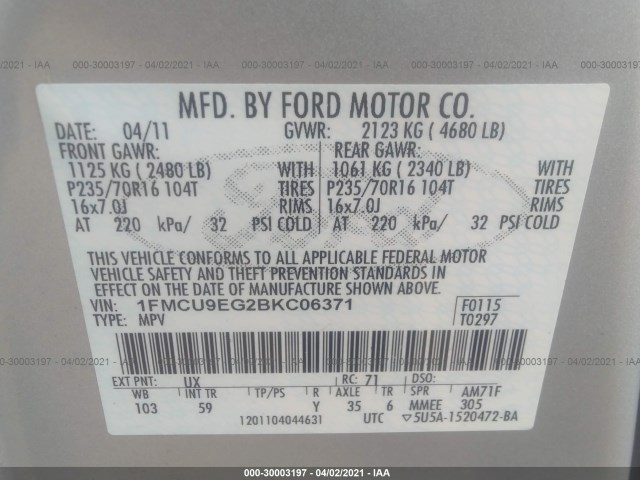 000-30003197 - 04/02/2021 - IAA
MFD. BY FORD MOTOR CO.
DATE: 04/11 GVWR: 2123 KG ( 4680 LB)
FRONT GAWR: REAR GAWR:
1125 KG ( 2480 LB) WITH 1061 KG ( 2340 LB) WITH
P235/70R16 104T TIRES P235/70R16 104T TIRES
16x7.0J RIMS 16x7.0J RIMS
AT 220 kPa/ 32 PSI COLD AT 220 kPa/ 32 PSI COLD
THIS VEHICLE CONFORMS TO ALL APPLICABLE FEDERAL MOTOR
VEHICLE SAFETY AND THEFT PREVENTION STANDARDS IN
EFFECT ON THE DATE OF MANUFACTURE SHOWN ABOVE.
VIN: 1FMCU9EG2BKC06371 F0115
TYPE: MPV T0297
EXT PNT: UX RC: 71 DSO:
WB INT TR TP/PS R AXLE TR SPR AM71F
103 59 Y 35 6 MMEE 305
1201104044631 UTC ▽5U5A-1520472-BA
000-30003197 - 04/02/2021 - IAA